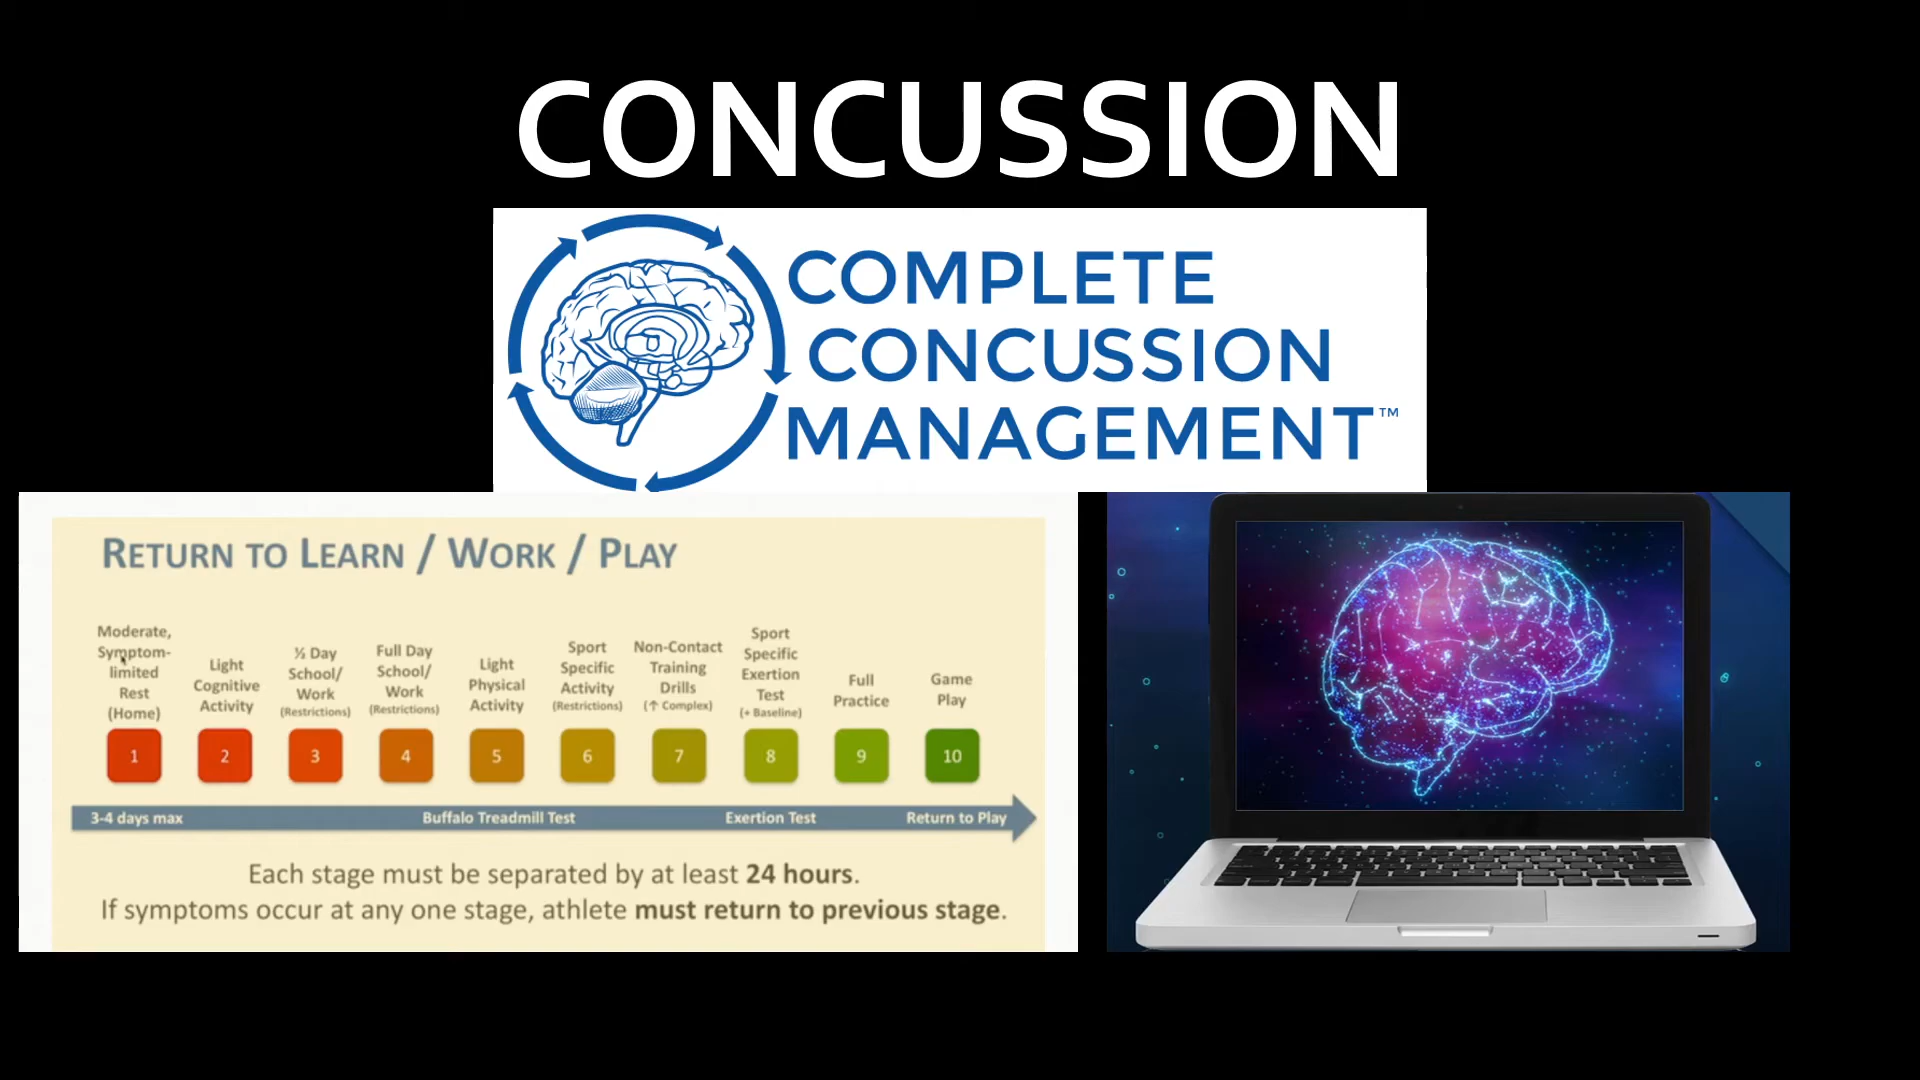 CONCUSSION
COMPLETE
CONCUSSION
MANAGEMENT™
RETURN TO LEARN / WORK / PLAY
Moderate,
Symptom-
limited
Rest
(Home)
1
Light
Cognitive
Activity
2
½ Day
School/
Work
(Restrictions)
3
Full Day
School/
Work
(Restrictions)
4
Light
Physical
Activity
5
Sport
Specific
Activity
(Restrictions)
6
Non-Contact
Training
Drills
(↑ Complex)
7
Sport
Specific
Exertion
Test
(+ Baseline)
8
Full
Practice
9
Game
Play
10
3-4 days max
Buffalo Treadmill Test
Exertion Test
Return to Play
Each stage must be separated by at least 24 hours.
If symptoms occur at any one stage, athlete must return to previous stage.